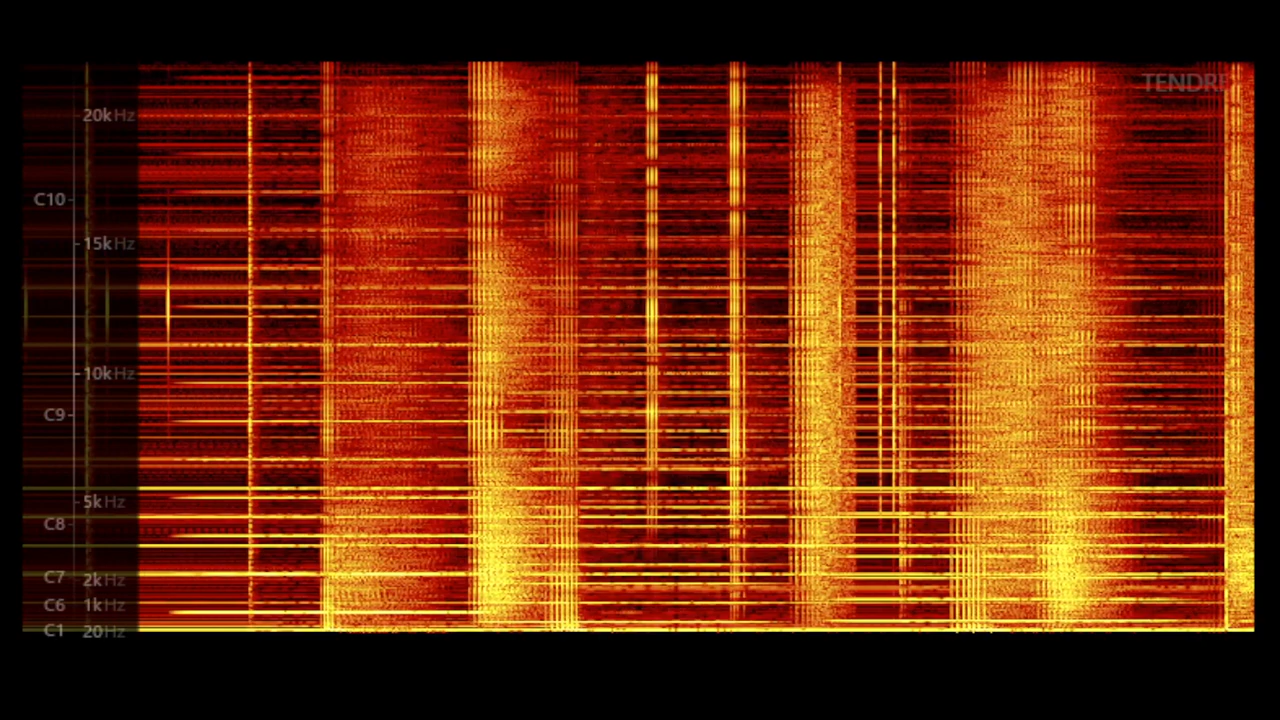 TENDRE
20kHz
C10
15kHz
10kHz
C9
5kHz
C8
C7 2kHz
C6 1kHz
C1 20Hz